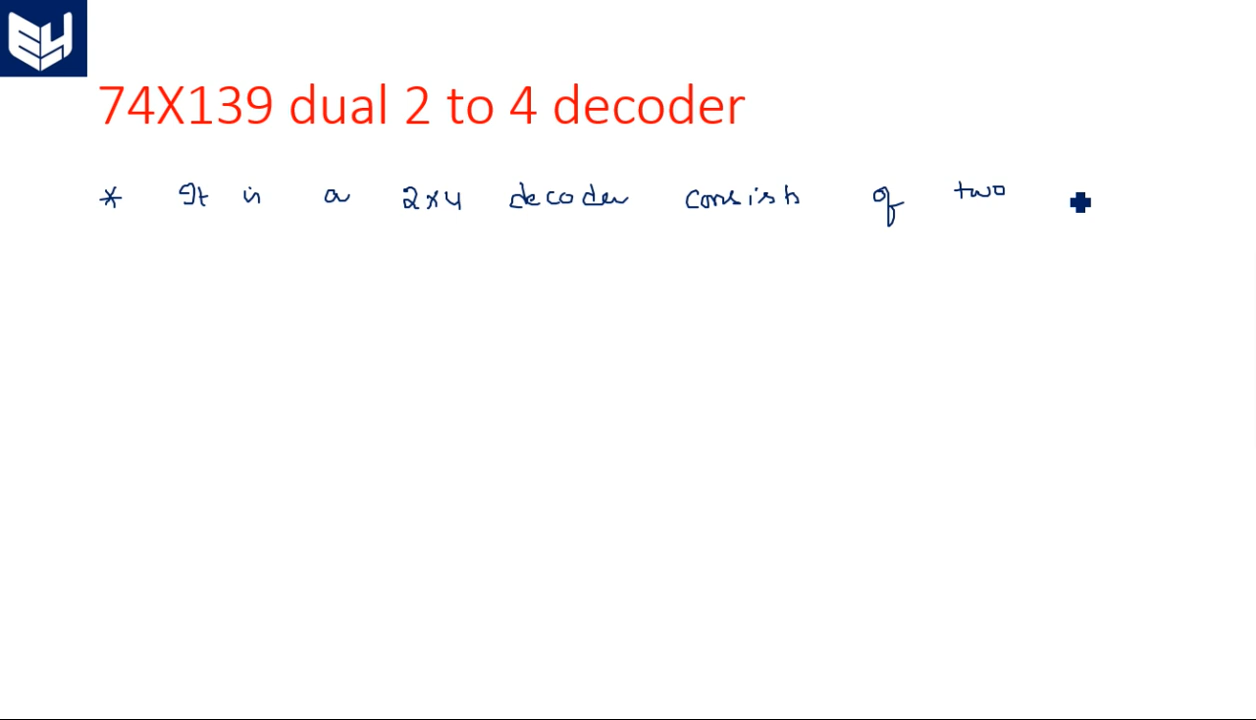 74X139 dual 2 to 4 decoder
* It is a 2x4 decoder consists of two